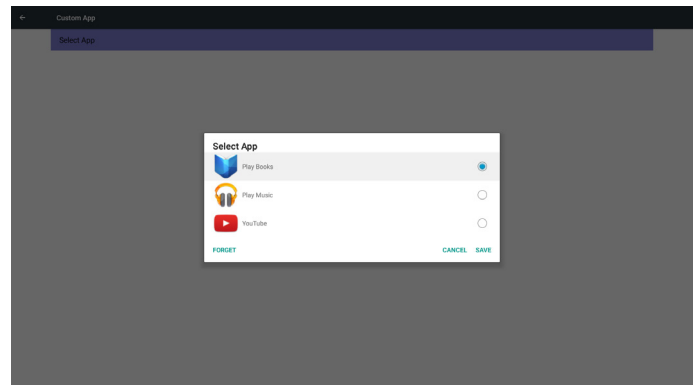 Custom App
Select App
Select App
Play Books
Play Music
YouTube
FORGET CANCEL SAVE